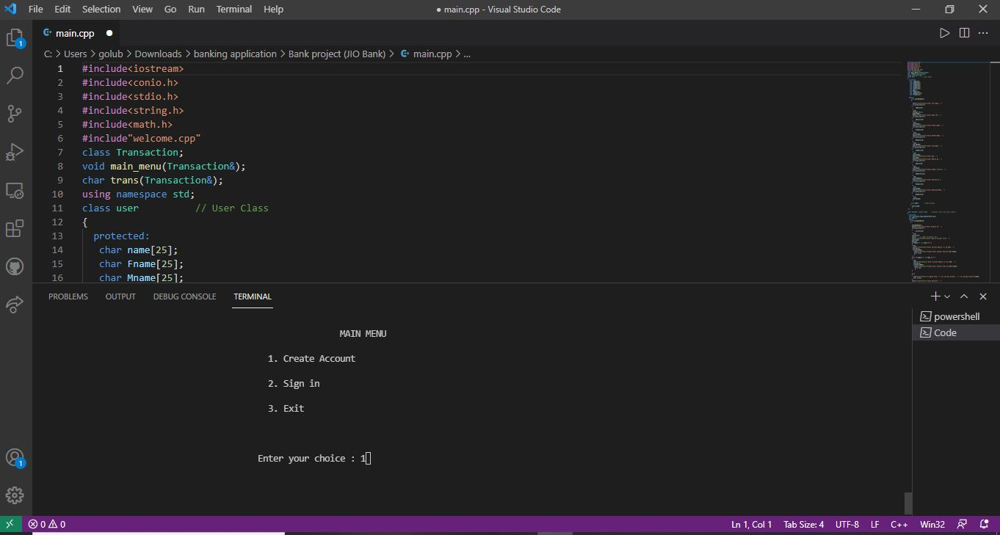 File Edit Selection View Go Run Terminal Help ● main.cpp - Visual Studio Code
main.cpp ●
C: > Users > golub > Downloads > banking application > Bank project (JIO Bank) > main.cpp > ...
1 #include<iostream>
2 #include<conio.h>
3 #include<stdio.h>
4 #include<string.h>
5 #include<math.h>
6 #include"welcome.cpp"
7 class Transaction;
8 void main_menu(Transaction&);
9 char trans(Transaction&);
10 using namespace std;
11 class user // User Class
12 {
13 protected:
14 char name[25];
15 char Fname[25];
16 char Mname[25];
PROBLEMS OUTPUT DEBUG CONSOLE TERMINAL
powershell
Code
MAIN MENU
1. Create Account
2. Sign in
3. Exit
Enter your choice : 1
1
1
0 0 Ln 1, Col 1 Tab Size: 4 UTF-8 LF C++ Win32